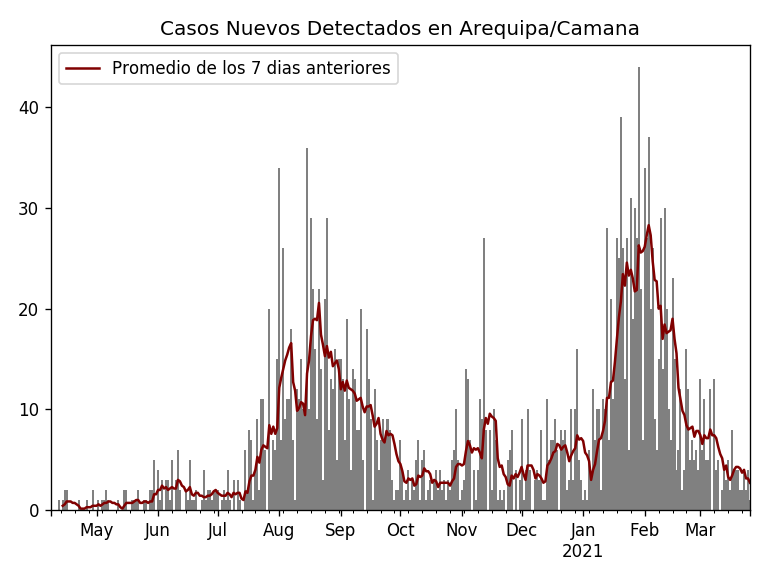 Casos Nuevos Detectados en Arequipa/Camana
Promedio de los 7 dias anteriores
40
30
20
10
0
May Jun Jul Aug Sep Oct Nov Dec Jan Feb Mar
2021